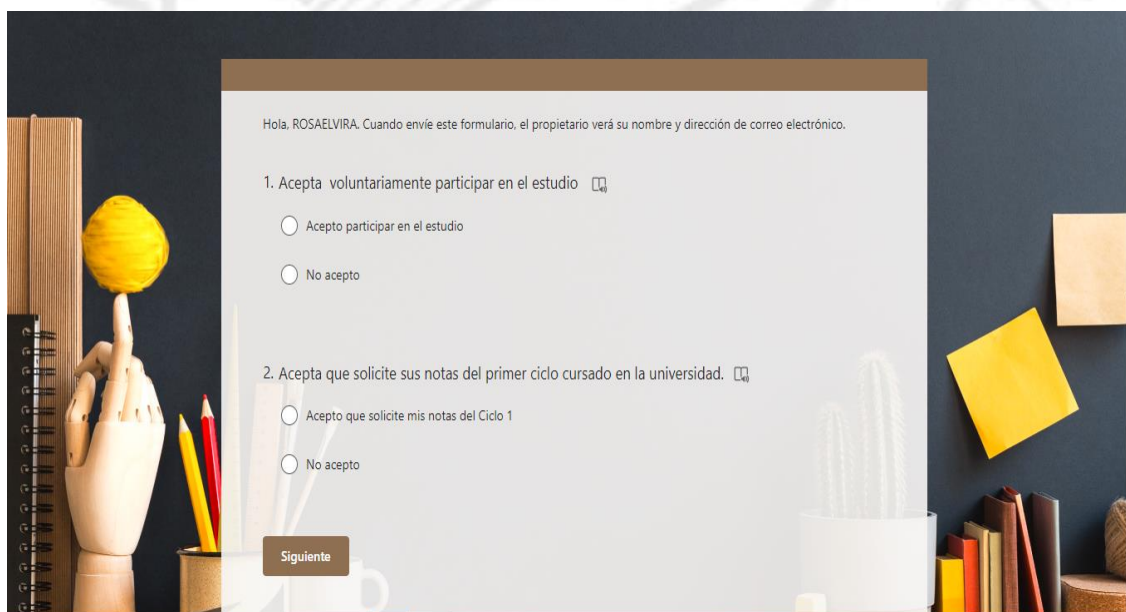 Hola, ROSAELVIRA. Cuando envíe este formulario, el propietario verá su nombre y dirección de correo electrónico.
1. Acepta voluntariamente participar en el estudio
Acepto participar en el estudio
No acepto
2. Acepta que solicite sus notas del primer ciclo cursado en la universidad.
Acepto que solicite mis notas del Ciclo 1
No acepto
Siguiente